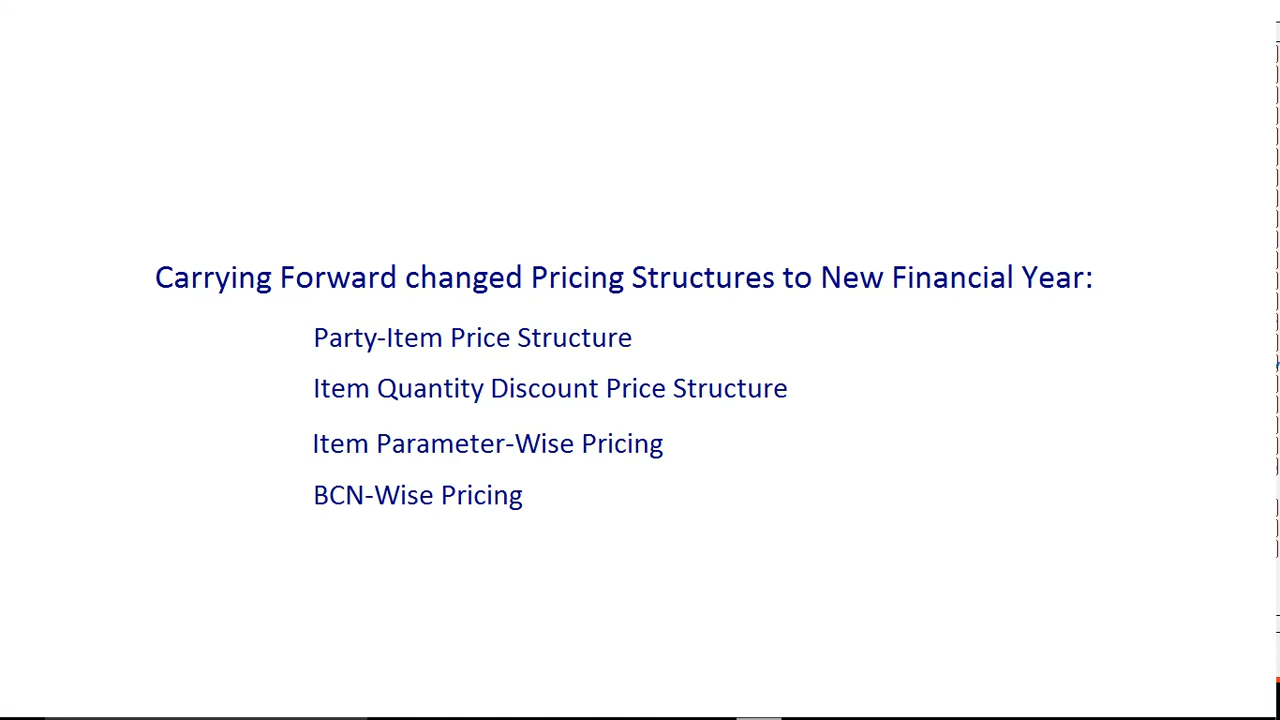 Carrying Forward changed Pricing Structures to New Financial Year:
Party-Item Price Structure
Item Quantity Discount Price Structure
Item Parameter-Wise Pricing
BCN-Wise Pricing